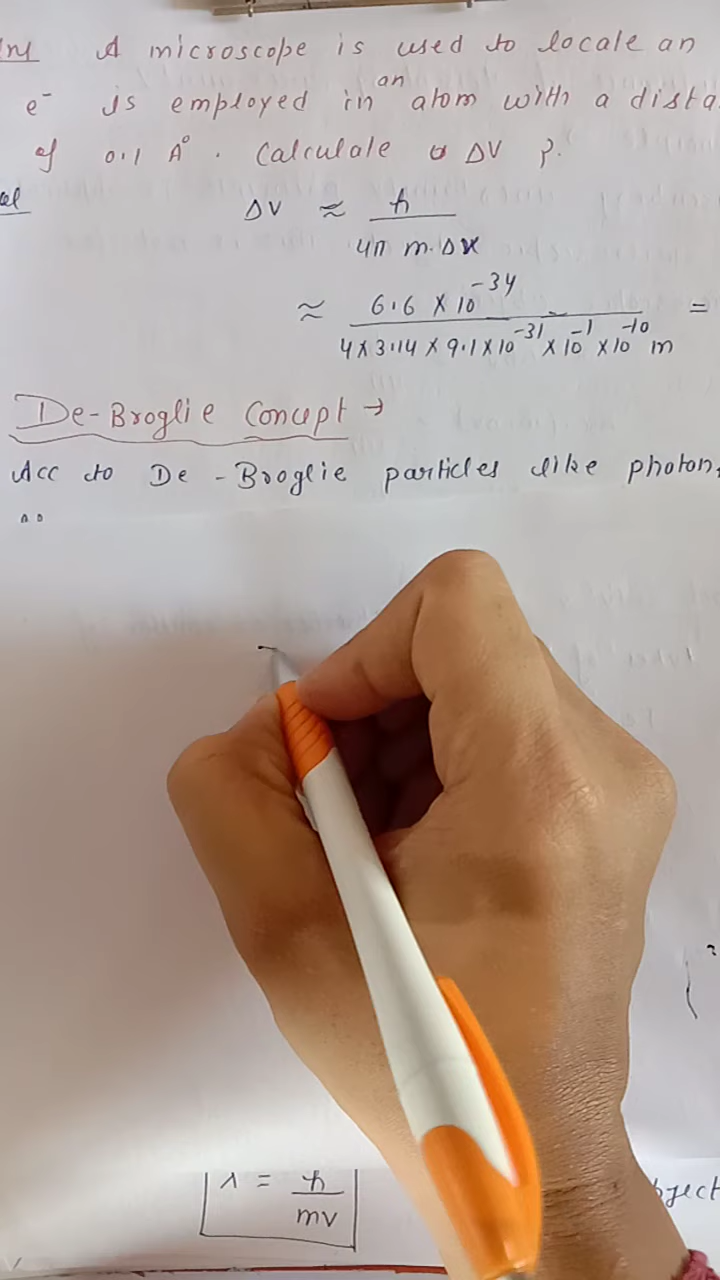 A microscope is used to locale an
e⁻ is employed in an atom with a dista
of 0.1 A° . Calculate ΔV ?.
ΔV ≈ ħ / 4π m.Δx
≈ 6.6 × 10⁻³⁴ / 4 × 3.14 × 9.1 × 10⁻³¹ × 10⁻¹ × 10⁻¹⁰ m =
De-Broglie Concept →
Acc to De - Broglie particles like photon,
λ = ħ / mv